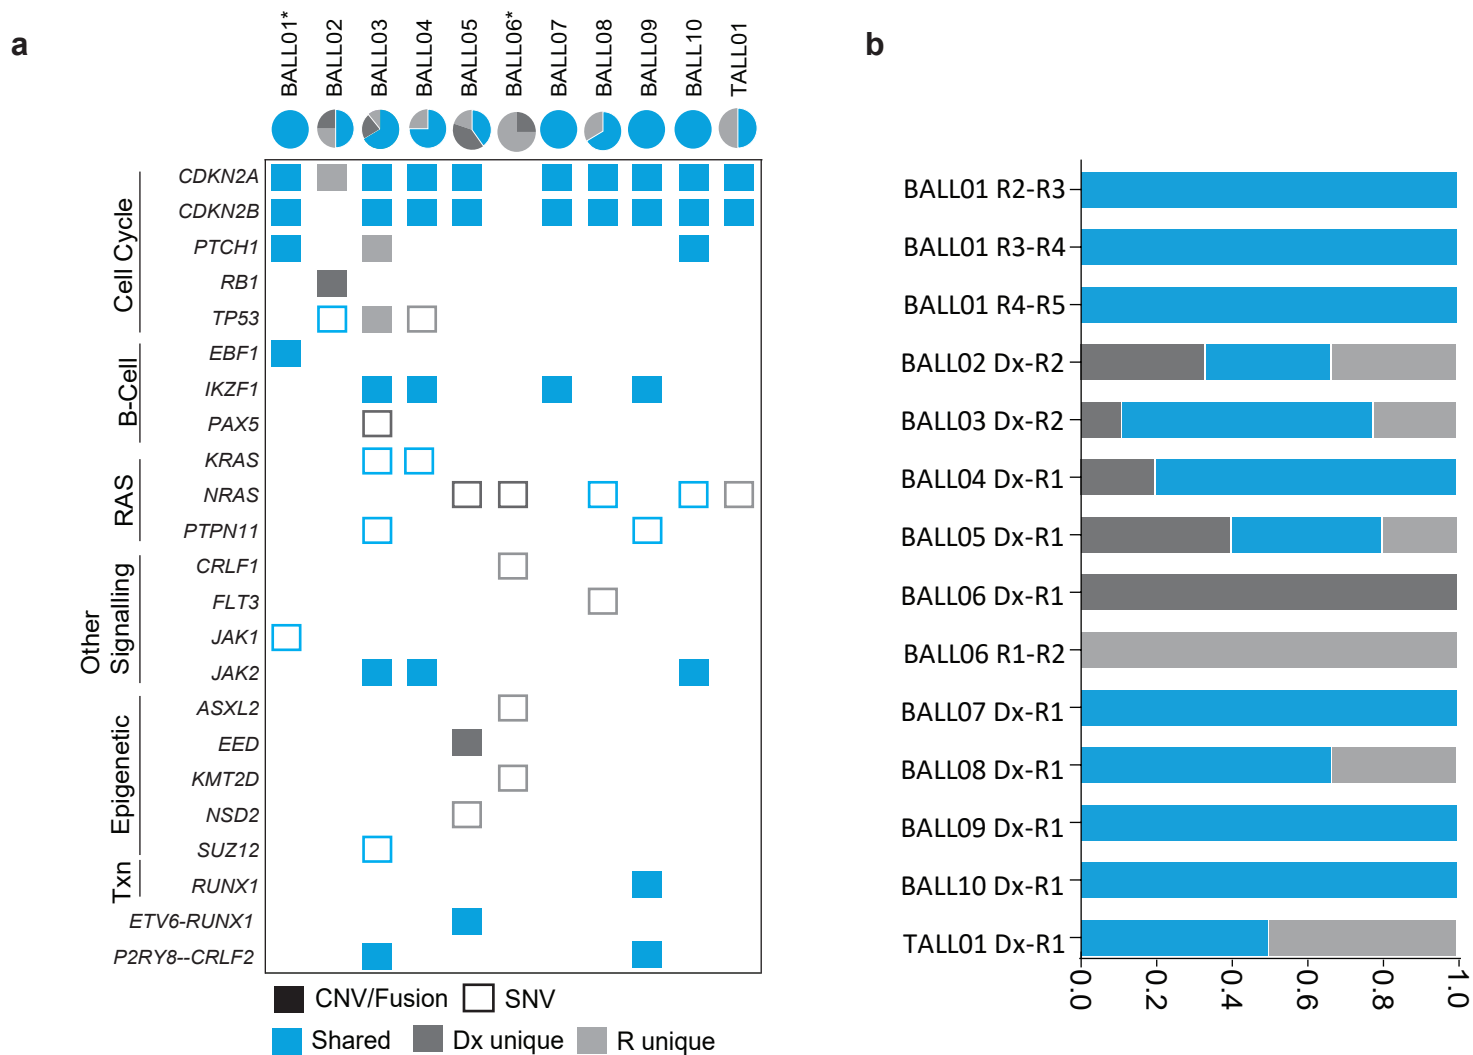 a
BALL01*
BALL02
BALL03
BALL04
BALL05
BALL06*
BALL07
BALL08
BALL09
BALL10
TALL01
Cell Cycle
CDKN2A
CDKN2B
PTCH1
RB1
TP53
B-Cell
EBF1
IKZF1
PAX5
RAS
KRAS
NRAS
PTPN11
Other
Signalling
CRLF1
FLT3
JAK1
JAK2
Epigenetic
ASXL2
EED
KMT2D
NSD2
SUZ12
Txn
RUNX1
ETV6-RUNX1
P2RY8--CRLF2
CNV/Fusion
SNV
Shared
Dx unique
R unique
b
BALL01 R2-R3
BALL01 R3-R4
BALL01 R4-R5
BALL02 Dx-R2
BALL03 Dx-R2
BALL04 Dx-R1
BALL05 Dx-R1
BALL06 Dx-R1
BALL06 R1-R2
BALL07 Dx-R1
BALL08 Dx-R1
BALL09 Dx-R1
BALL10 Dx-R1
TALL01 Dx-R1
0.0
0.2
0.4
0.6
0.8
1.0